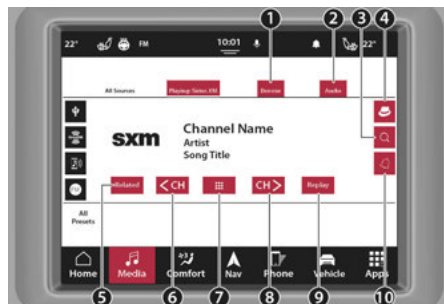 1 2 3 4
22° FM 10:01 22°
All Sources Playing: Sirius XM Browse Audio
sxm
Channel Name
Artist
Song Title
FM
+Related <CH CH> Replay
All
Presets
Home Media Comfort Nav Phone Vehicle Apps
5 6 7 8 9 10